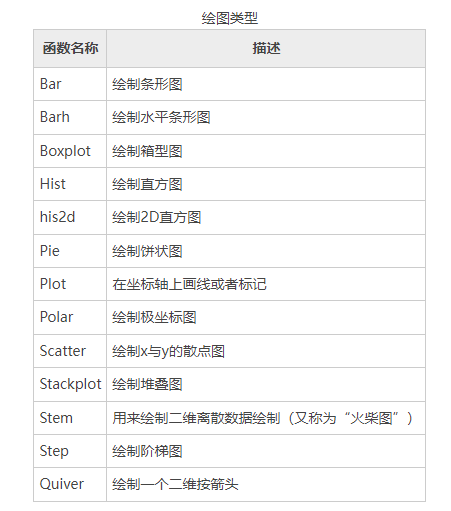 绘图类型
函数名称 描述
Bar 绘制条形图
Barh 绘制水平条形图
Boxplot 绘制箱型图
Hist 绘制直方图
his2d 绘制2D直方图
Pie 绘制饼状图
Plot 在坐标轴上画线或者标记
Polar 绘制极坐标图
Scatter 绘制x与y的散点图
Stackplot 绘制堆叠图
Stem 用来绘制二维离散数据绘制（又称为“火柴图”）
Step 绘制阶梯图
Quiver 绘制一个二维按箭头